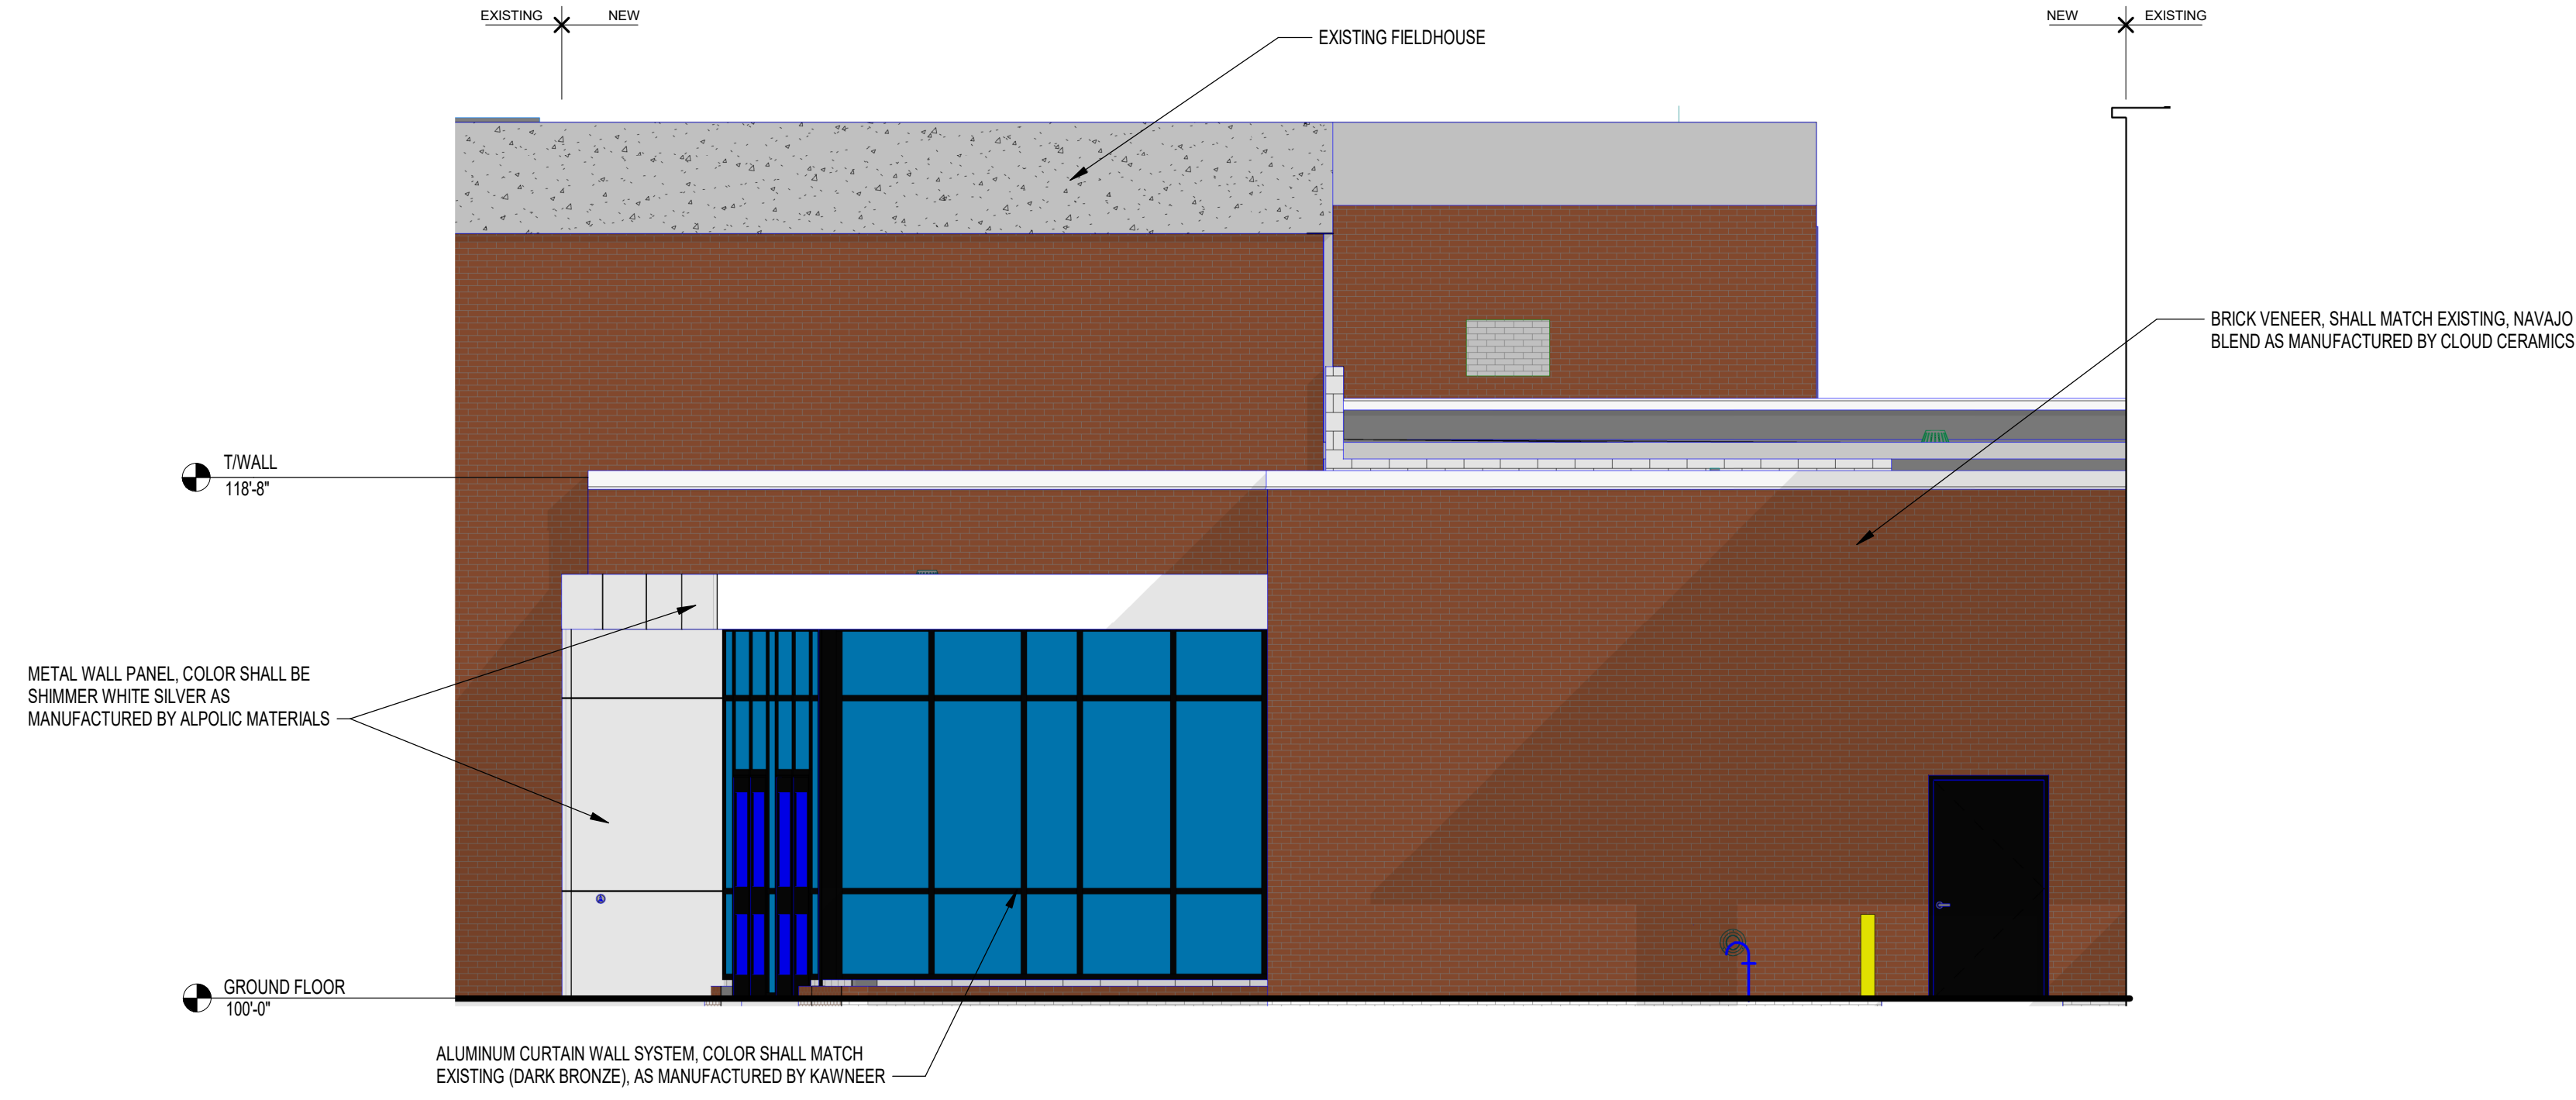 EXISTING NEW
NEW EXISTING
EXISTING FIELDHOUSE
BRICK VENEER, SHALL MATCH EXISTING, NAVAJO
BLEND AS MANUFACTURED BY CLOUD CERAMICS
T/WALL
118'-8"
METAL WALL PANEL, COLOR SHALL BE
SHIMMER WHITE SILVER AS
MANUFACTURED BY ALPOLIC MATERIALS
GROUND FLOOR
100'-0"
ALUMINUM CURTAIN WALL SYSTEM, COLOR SHALL MATCH
EXISTING (DARK BRONZE), AS MANUFACTURED BY KAWNEER